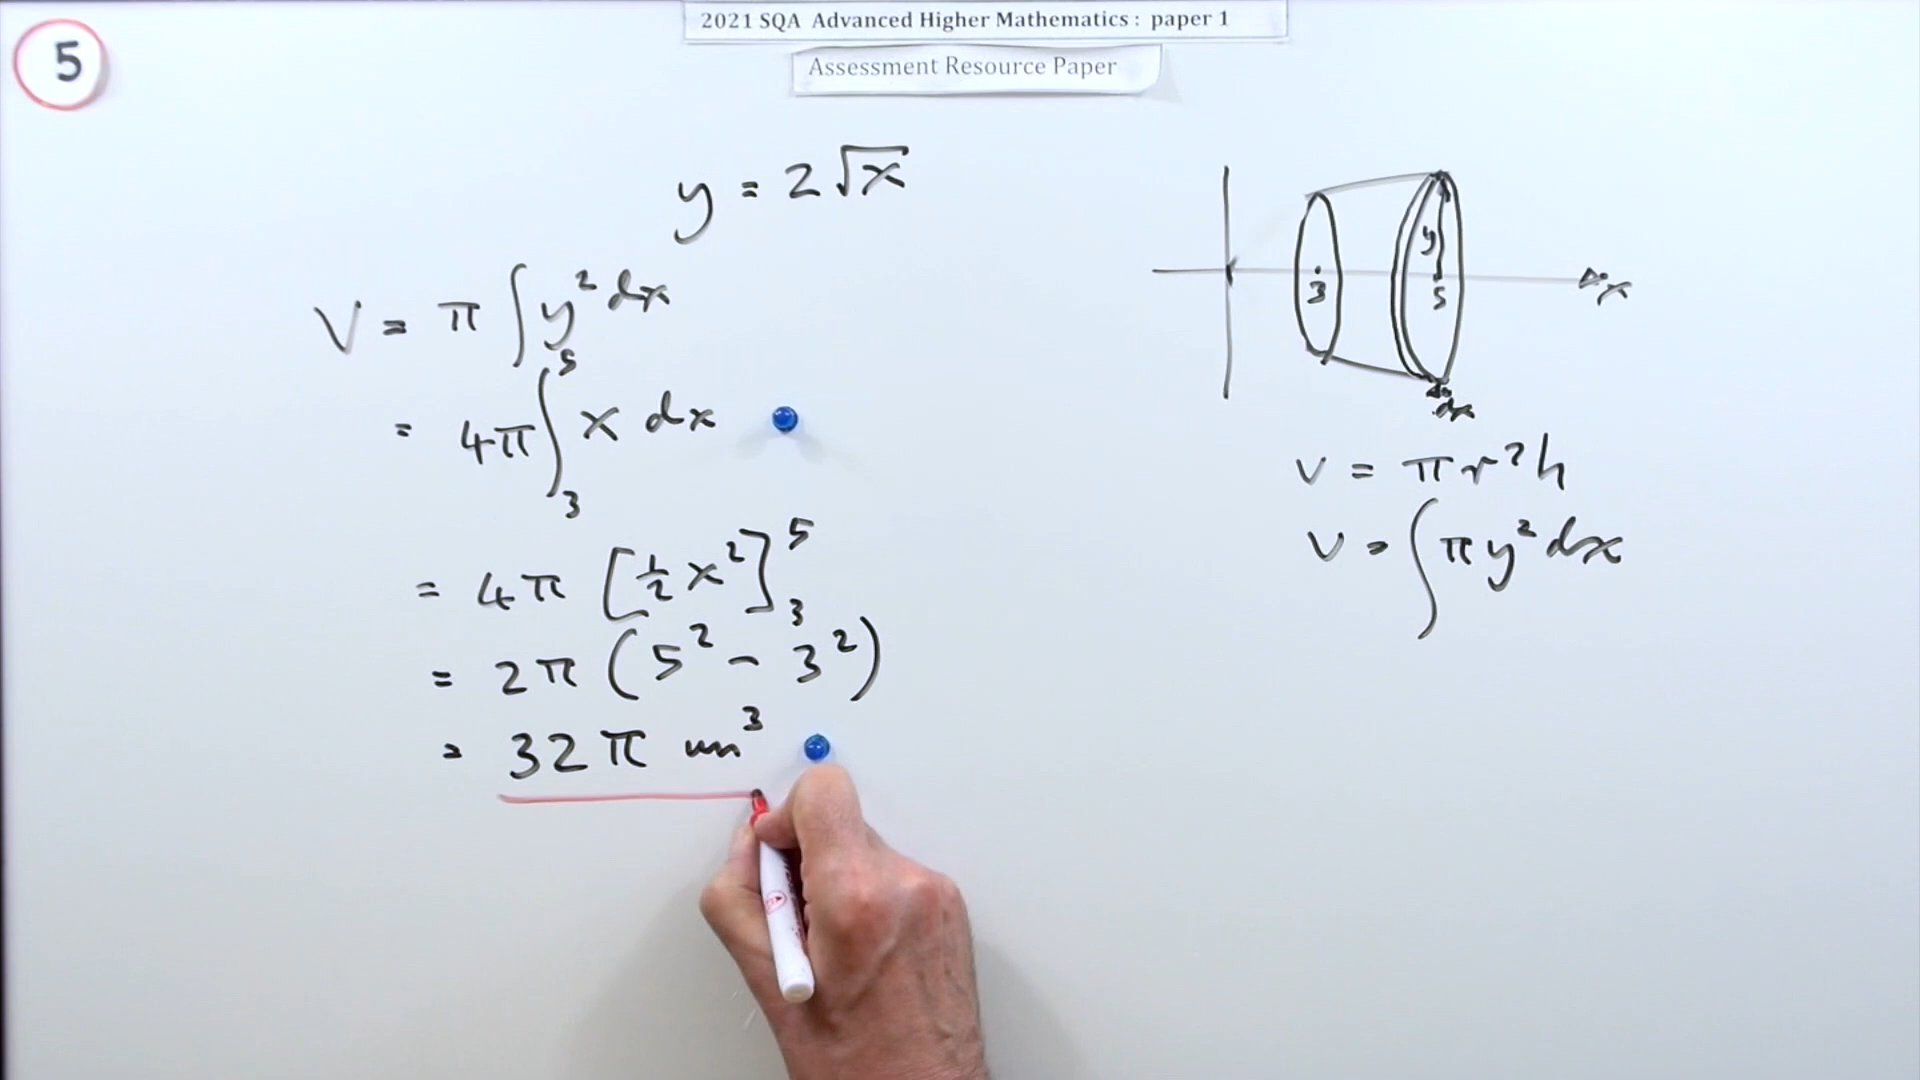 2021 SQA Advanced Higher Mathematics : paper 1
Assessment Resource Paper
5
y = 2√x
V = π ∫ y² dx
= 4π ∫₃⁵ x dx
= 4π [½x²]₃⁵
= 2π (5² − 3²)
= 32π un³
y
3
5
x
dx
V = πr²h
V = ∫ πy² dx